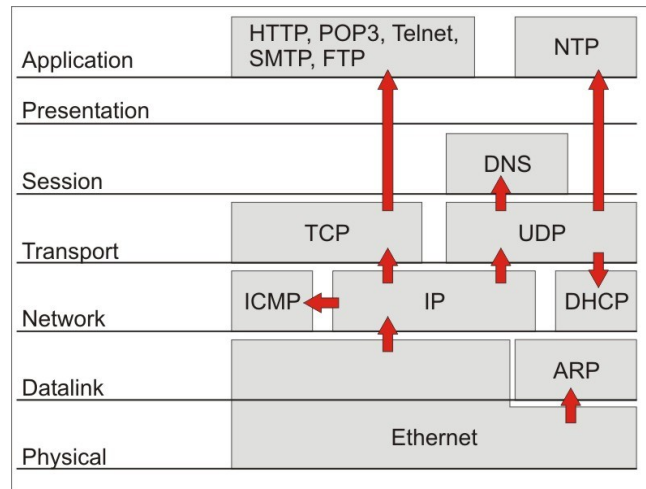 HTTP, POP3, Telnet,
SMTP, FTP
NTP
Application
Presentation
DNS
Session
TCP
UDP
Transport
ICMP
IP
DHCP
Network
ARP
Datalink
Ethernet
Physical